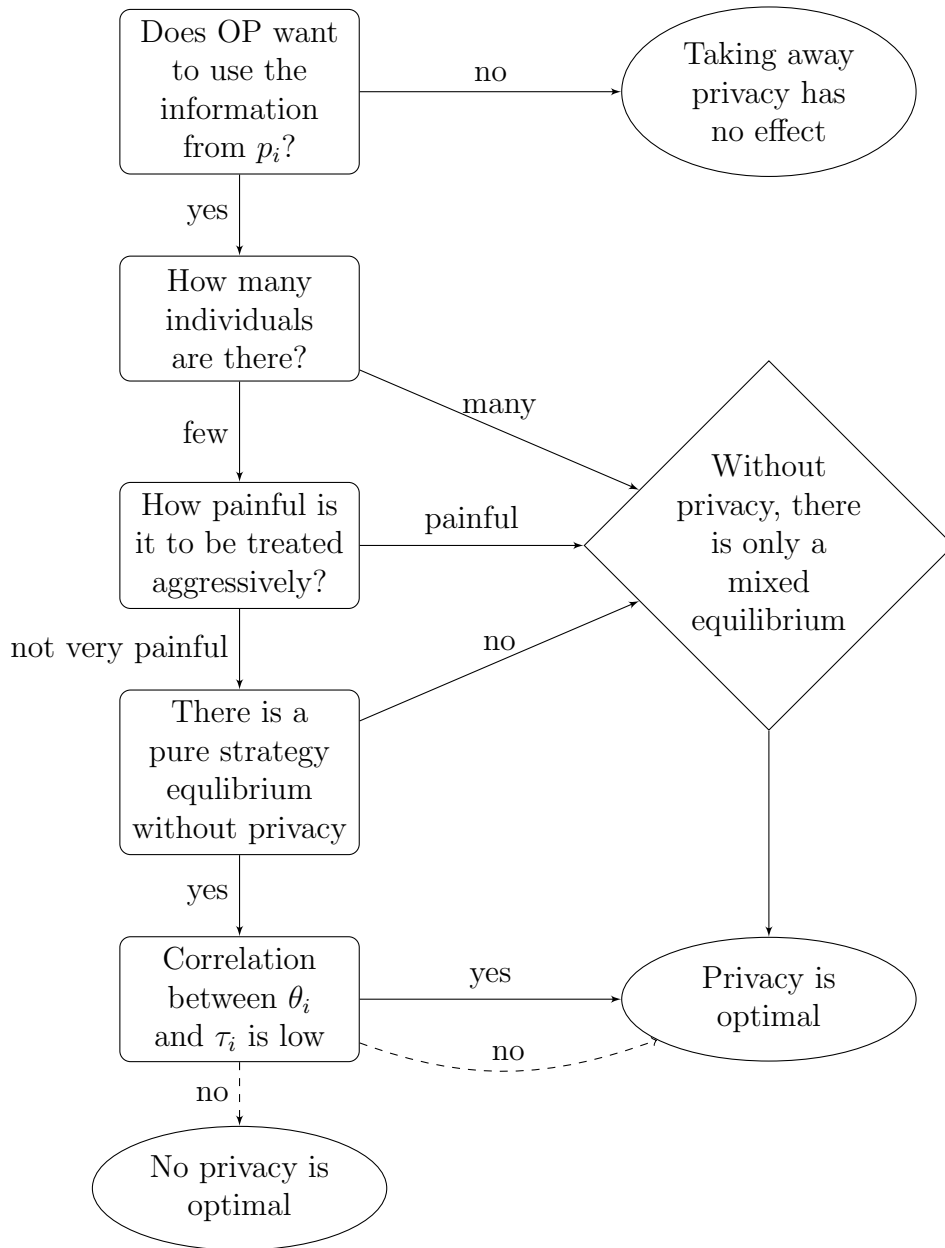 Does OP want
to use the
information
from p_i?
no
Taking away
privacy has
no effect
yes
How many
individuals
are there?
many
few
How painful is
it to be treated
aggressively?
painful
Without
privacy, there
is only a
mixed
equilibrium
not very painful
no
There is a
pure strategy
equlibrium
without privacy
yes
Correlation
between θ_i
and τ_i is low
yes
Privacy is
optimal
no
no
No privacy is
optimal